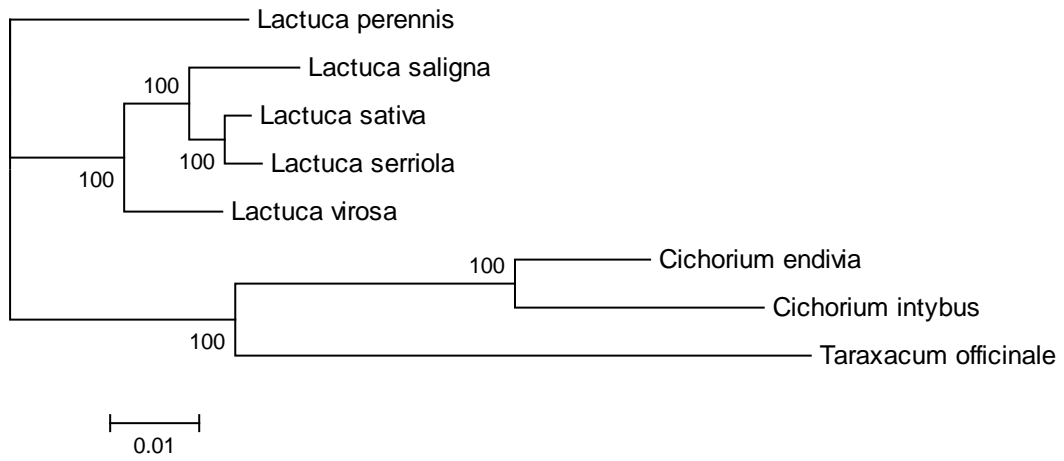 Lactuca perennis
Lactuca saligna
100
Lactuca sativa
100
Lactuca serriola
100
Lactuca virosa
Cichorium endivia
100
Cichorium intybus
100
Taraxacum officinale
0.01